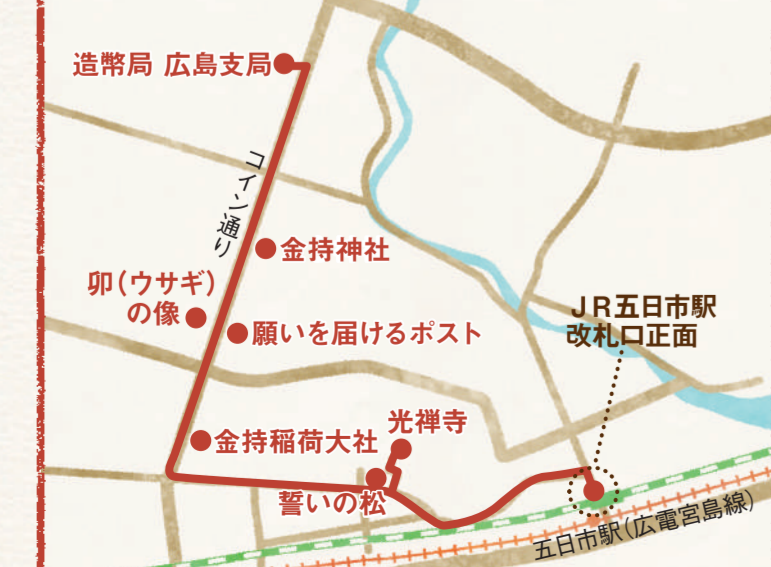 造幣局 広島支局
コイン通り
金持神社
卯(ウサギ)
の像
願いを届けるポスト
JR五日市駅
改札口正面
金持稲荷大社
光禅寺
誓いの松
五日市駅(広電宮島線)